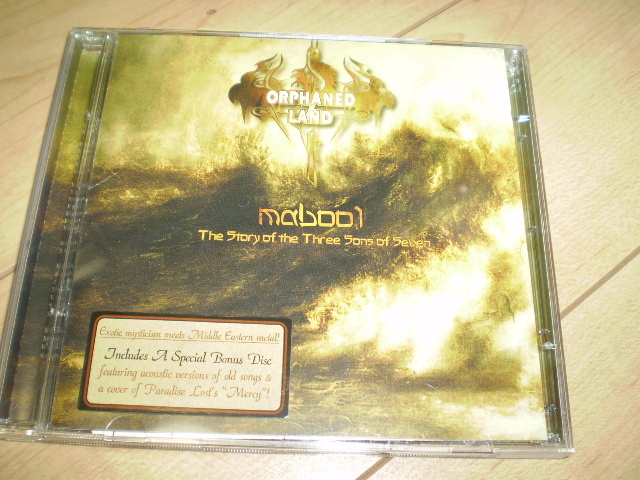 ORPHANED
LAND
mabool
The Story of the Three Sons of Seven
Exotic mysticism meets Middle Eastern metal!
Includes A Special Bonus Disc
featuring acoustic versions of old songs &
a cover of Paradise Lost's "Mercy"!